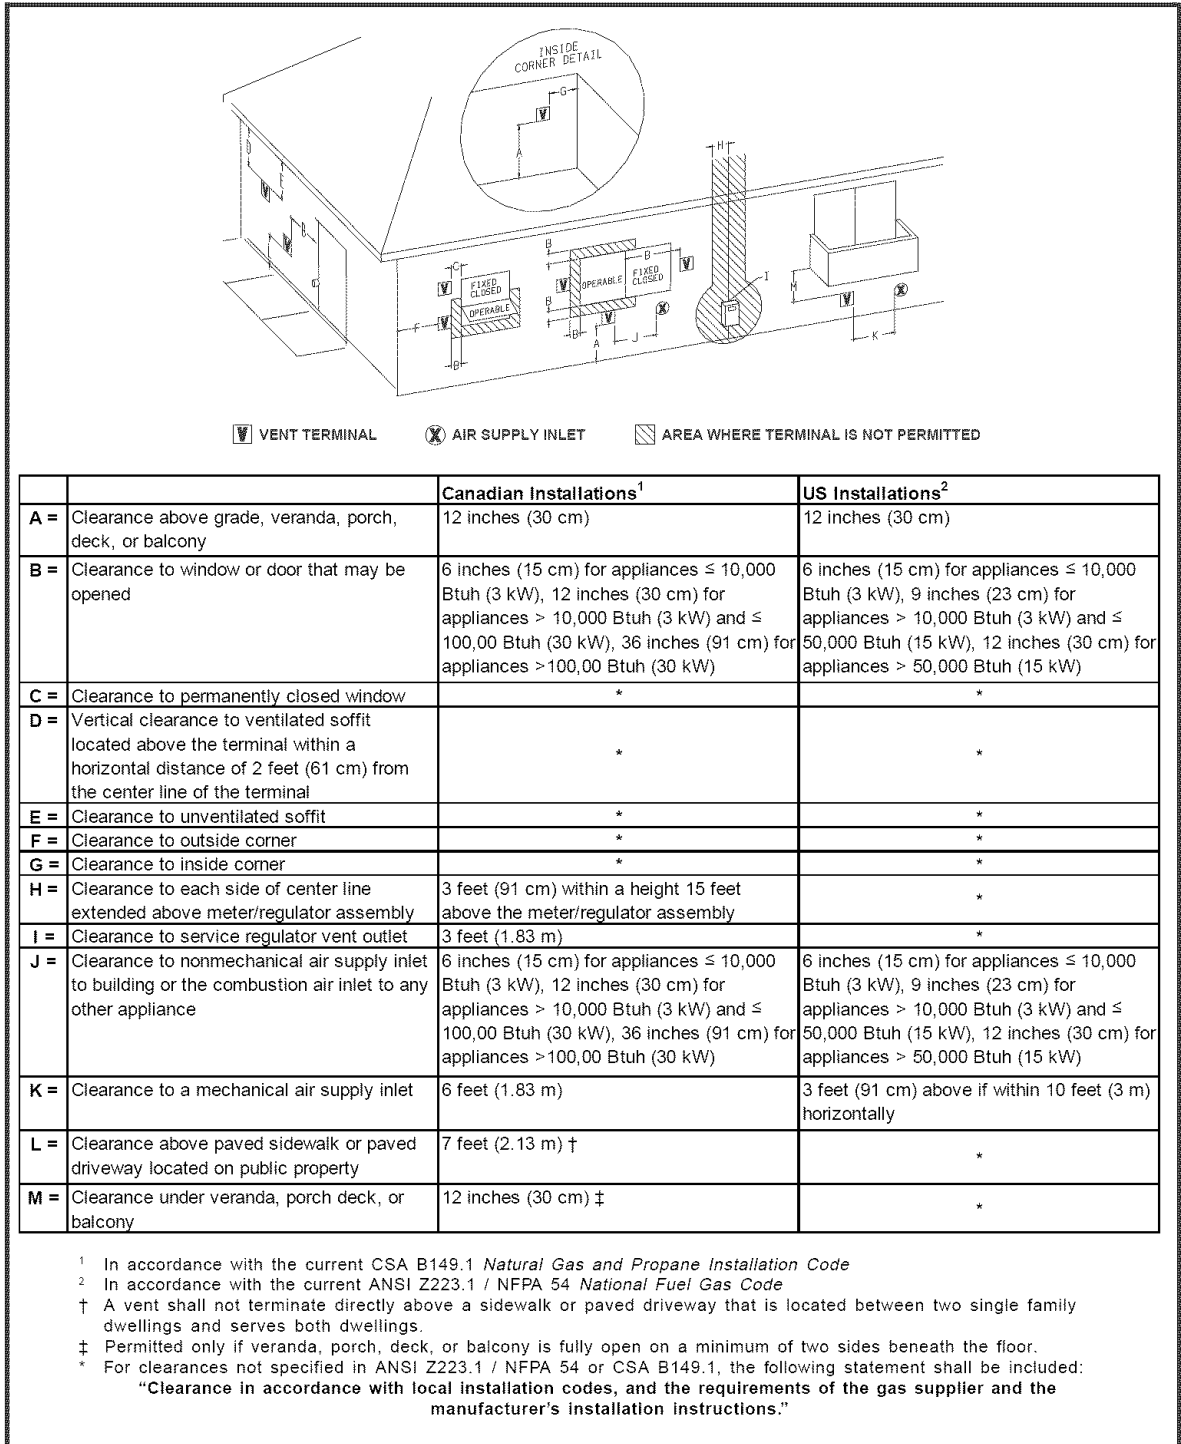 INSIDE
CORNER DETAIL
G
V
A
H
D
E
V
B
V
B
C
V
FIXED
CLOSED
OPERABLE
F
V
B
B
V
OPERABLE
B
FIXED
CLOSED
V
B
V
B
A
J
X
I
M
V
X
K
V VENT TERMINAL
X AIR SUPPLY INLET
AREA WHERE TERMINAL IS NOT PERMITTED
Canadian Installations1
US Installations2
A =
Clearance above grade, veranda, porch,
deck, or balcony
12 inches (30 cm)
12 inches (30 cm)
B =
Clearance to window or door that may be
opened
6 inches (15 cm) for appliances ≤ 10,000
Btuh (3 kW), 12 inches (30 cm) for
appliances > 10,000 Btuh (3 kW) and ≤
100,00 Btuh (30 kW), 36 inches (91 cm) for
appliances >100,00 Btuh (30 kW)
6 inches (15 cm) for appliances ≤ 10,000
Btuh (3 kW), 9 inches (23 cm) for
appliances > 10,000 Btuh (3 kW) and ≤
50,000 Btuh (15 kW), 12 inches (30 cm) for
appliances > 50,000 Btuh (15 kW)
C =
Clearance to permanently closed window
*
*
D =
Vertical clearance to ventilated soffit
located above the terminal within a
horizontal distance of 2 feet (61 cm) from
the center line of the terminal
*
*
E =
Clearance to unventilated soffit
*
*
F =
Clearance to outside corner
*
*
G =
Clearance to inside corner
*
*
H =
Clearance to each side of center line
extended above meter/regulator assembly
3 feet (91 cm) within a height 15 feet
above the meter/regulator assembly
*
I =
Clearance to service regulator vent outlet
3 feet (1.83 m)
*
J =
Clearance to nonmechanical air supply inlet
to building or the combustion air inlet to any
other appliance
6 inches (15 cm) for appliances ≤ 10,000
Btuh (3 kW), 12 inches (30 cm) for
appliances > 10,000 Btuh (3 kW) and ≤
100,00 Btuh (30 kW), 36 inches (91 cm) for
appliances >100,00 Btuh (30 kW)
6 inches (15 cm) for appliances ≤ 10,000
Btuh (3 kW), 9 inches (23 cm) for
appliances > 10,000 Btuh (3 kW) and ≤
50,000 Btuh (15 kW), 12 inches (30 cm) for
appliances > 50,000 Btuh (15 kW)
K =
Clearance to a mechanical air supply inlet
6 feet (1.83 m)
3 feet (91 cm) above if within 10 feet (3 m)
horizontally
L =
Clearance above paved sidewalk or paved
driveway located on public property
7 feet (2.13 m) †
*
M =
Clearance under veranda, porch deck, or
balcony
12 inches (30 cm) ‡
*
1 In accordance with the current CSA B149.1 Natural Gas and Propane Installation Code
2 In accordance with the current ANSI Z223.1 / NFPA 54 National Fuel Gas Code
† A vent shall not terminate directly above a sidewalk or paved driveway that is located between two single family
dwellings and serves both dwellings.
‡ Permitted only if veranda, porch, deck, or balcony is fully open on a minimum of two sides beneath the floor.
* For clearances not specified in ANSI Z223.1 / NFPA 54 or CSA B149.1, the following statement shall be included:
“Clearance in accordance with local installation codes, and the requirements of the gas supplier and the
manufacturer's installation instructions.”